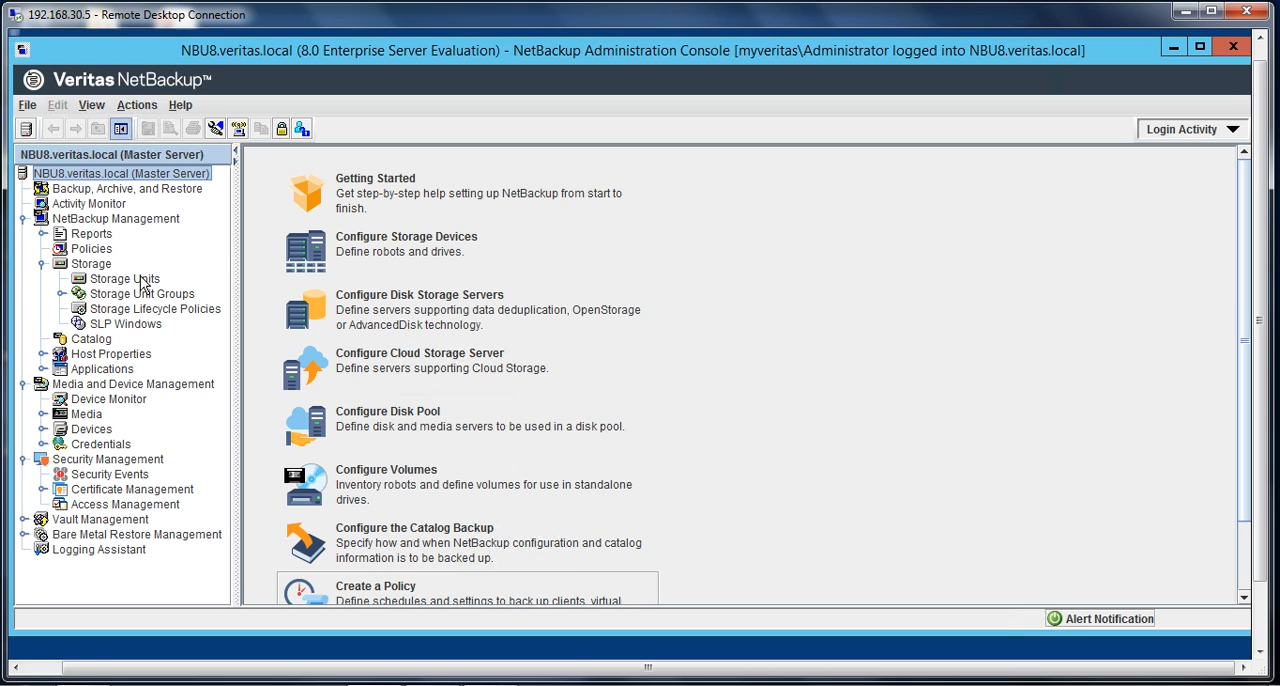 192.168.30.5 - Remote Desktop Connection
NBU8.veritas.local (8.0 Enterprise Server Evaluation) - NetBackup Administration Console [myveritas\Administrator logged into NBU8.veritas.local]
Veritas NetBackup™
File Edit View Actions Help
Login Activity
NBU8.veritas.local (Master Server)
NBU8.veritas.local (Master Server)
Backup, Archive, and Restore
Activity Monitor
NetBackup Management
Reports
Policies
Storage
Storage Units
Storage Unit Groups
Storage Lifecycle Policies
SLP Windows
Catalog
Host Properties
Applications
Media and Device Management
Device Monitor
Media
Devices
Credentials
Security Management
Security Events
Certificate Management
Access Management
Vault Management
Bare Metal Restore Management
Logging Assistant
Getting Started
Get step-by-step help setting up NetBackup from start to
finish.
Configure Storage Devices
Define robots and drives.
Configure Disk Storage Servers
Define servers supporting data deduplication, OpenStorage
or AdvancedDisk technology.
Configure Cloud Storage Server
Define servers supporting Cloud Storage.
Configure Disk Pool
Define disk and media servers to be used in a disk pool.
Configure Volumes
Inventory robots and define volumes for use in standalone
drives.
Configure the Catalog Backup
Specify how and when NetBackup configuration and catalog
information is to be backed up.
Create a Policy
Define schedules and settings to back up clients, virtual
Alert Notification